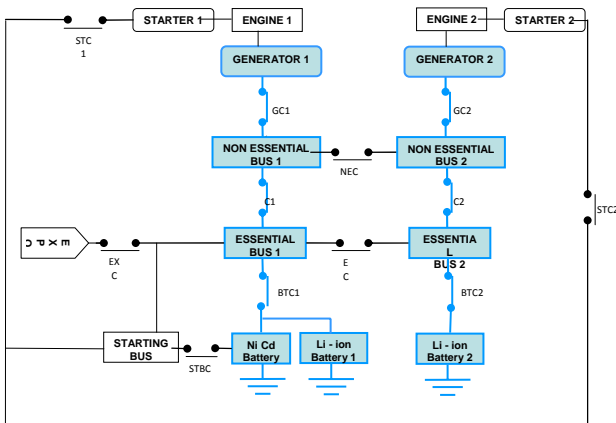 STARTER 1
ENGINE 1
ENGINE 2
STARTER 2
STC
1
GENERATOR 1
GENERATOR 2
GC1
GC2
NON ESSENTIAL
BUS 1
NON ESSENTIAL
BUS 2
NEC
C1
C2
STC2
EXPC
EX
C
ESSENTIAL
BUS 1
E
C
ESSENTIA
L
BUS 2
BTC1
BTC2
STARTING
BUS
STBC
Ni Cd
Battery
Li - ion
Battery 1
Li - ion
Battery 2